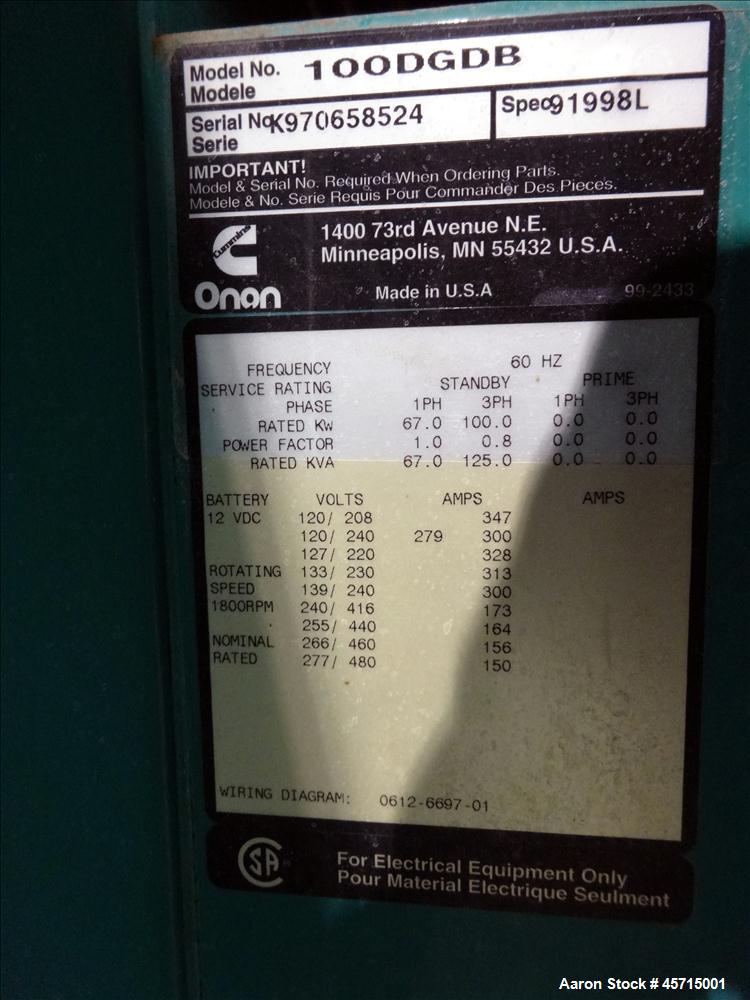 Model No. 100DGDB
Modele
Serial No. K970658524 Spec 91998L
Serie
IMPORTANT!
Model & Serial No. Required When Ordering Parts.
Modele & No. Serie Requis Pour Commander Des Pieces.
Cummins
Onan
1400 73rd Avenue N.E.
Minneapolis, MN 55432 U.S.A.
Made in U.S.A 99-2433
FREQUENCY 60 HZ
SERVICE RATING STANDBY PRIME
PHASE 1PH 3PH 1PH 3PH
RATED KW 67.0 100.0 0.0 0.0
POWER FACTOR 1.0 0.8 0.0 0.0
RATED KVA 67.0 125.0 0.0 0.0
BATTERY VOLTS AMPS AMPS
12 VDC 120/ 208 347
120/ 240 279 300
127/ 220 328
ROTATING 133/ 230 313
SPEED 139/ 240 300
1800RPM 240/ 416 173
255/ 440 164
NOMINAL 266/ 460 156
RATED 277/ 480 150
WIRING DIAGRAM: 0612-6697-01
SA
For Electrical Equipment Only
Pour Material Electrique Seulment
Aaron Stock # 45715001